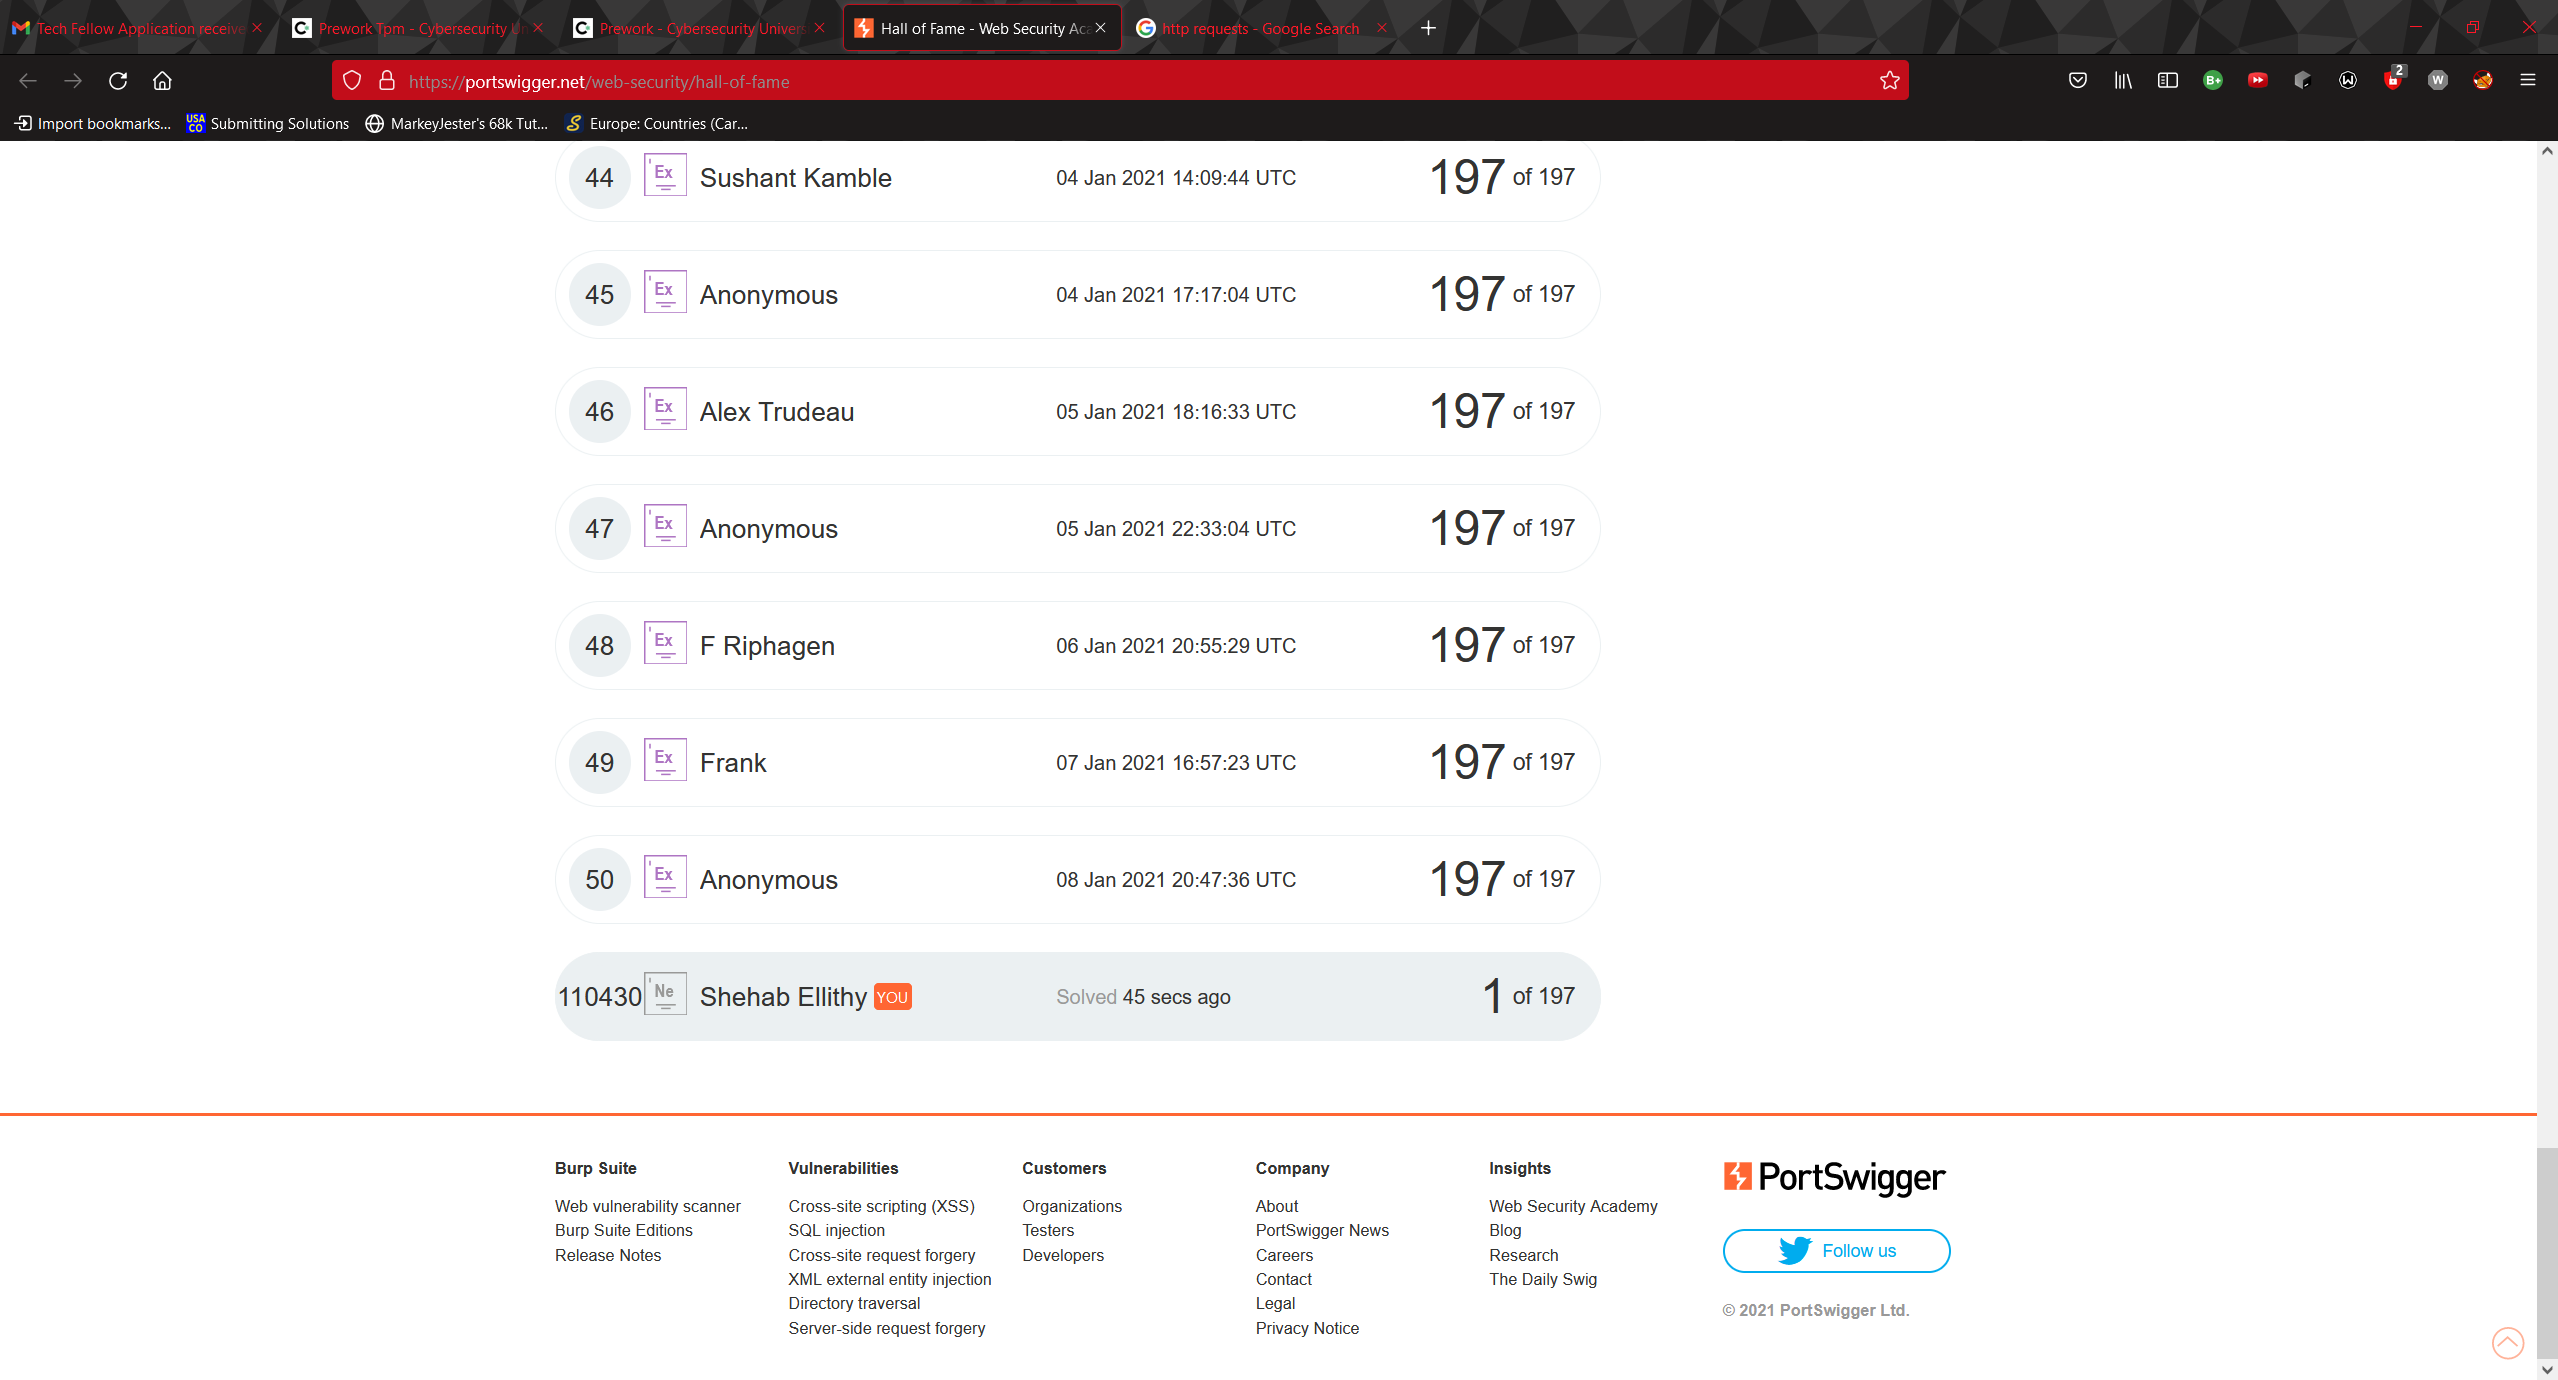 Tech Fellow Application receive
Prework Tpm - Cybersecurity Un
Prework - Cybersecurity Univers
Hall of Fame - Web Security Aca
http requests - Google Search
https://portswigger.net/web-security/hall-of-fame
B+
W
2
W
Import bookmarks...
USA CO
Submitting Solutions
MarkeyJester's 68k Tut...
Europe: Countries (Car...
44 Ex Sushant Kamble 04 Jan 2021 14:09:44 UTC 197 of 197
45 Ex Anonymous 04 Jan 2021 17:17:04 UTC 197 of 197
46 Ex Alex Trudeau 05 Jan 2021 18:16:33 UTC 197 of 197
47 Ex Anonymous 05 Jan 2021 22:33:04 UTC 197 of 197
48 Ex F Riphagen 06 Jan 2021 20:55:29 UTC 197 of 197
49 Ex Frank 07 Jan 2021 16:57:23 UTC 197 of 197
50 Ex Anonymous 08 Jan 2021 20:47:36 UTC 197 of 197
110430 Ne Shehab Ellithy YOU Solved 45 secs ago 1 of 197
Burp Suite
Web vulnerability scanner
Burp Suite Editions
Release Notes
Vulnerabilities
Cross-site scripting (XSS)
SQL injection
Cross-site request forgery
XML external entity injection
Directory traversal
Server-side request forgery
Customers
Organizations
Testers
Developers
Company
About
PortSwigger News
Careers
Contact
Legal
Privacy Notice
Insights
Web Security Academy
Blog
Research
The Daily Swig
PortSwigger
Follow us
© 2021 PortSwigger Ltd.